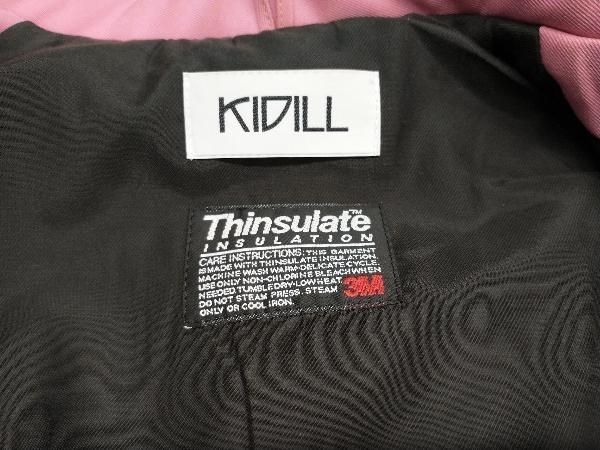 KIDILL
Thinsulate™
INSULATION
CARE INSTRUCTIONS: THIS GARMENT
IS MADE WITH THINSULATE INSULATION.
MACHINE WASH WARM-DELICATE CYCLE.
USE ONLY NON-CHLORINE BLEACH WHEN
NEEDED. TUMBLE DRY-LOW HEAT.
DO NOT STEAM PRESS. STEAM
ONLY OR COOL IRON.
3M